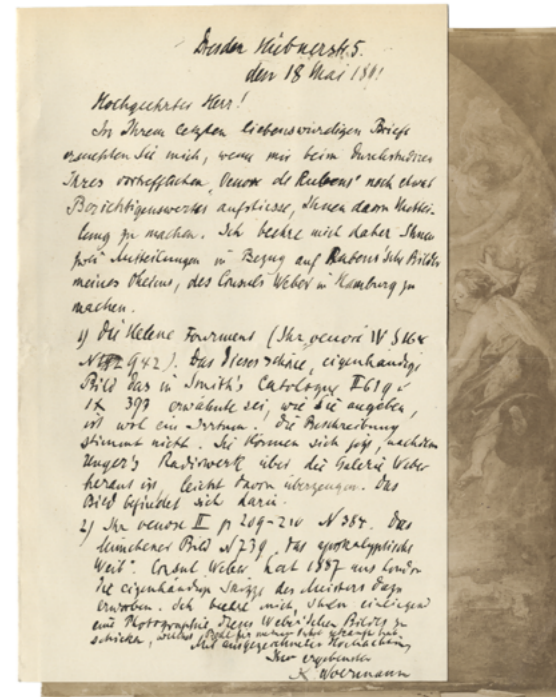 Dresden Hübnerstr. 5.
den 18 Mai 1891
Hochgeehrter Herr!
In Ihrem letzten liebenswürdigen Briefe
ersuchten Sie mich, wenn mir beim Durchstudiren
Ihres vortrefflichen "Oeuvre de Rubens" noch etwas
Berichtigenswertes aufstiesse, Ihnen davon Mitthei-
lung zu machen. Ich beehre mich daher Ihnen
zwei Mitteilungen in Bezug auf Rubens'sche Bilder
meines Oheims, des Consuls Weber in Hamburg zu
machen.
1) Die Helene Fourment (Ihr oeuvre IV S 164
942). Das dieses schöne, eigenhändige
Bild das in Smith's Catalogue II 619 u
IX 393 erwähnte sei, wie Sie angeben,
ist wol ein Irrtum. Die Beschreibung
stimmt nicht. Sie können sich jetzt, nachdem
Unger's Radirwerk über die Galerie Weber
heraus ist, leicht davon überzeugen. Das
Bild befindet sich darin.
2) Ihr oeuvre II p 209-210 N 384. Das
Münchener Bild N 739 "das apokalyptische
Weib". Consul Weber hat 1887 aus London
die eigenhändige Skizze des Meisters dazu
erworben. Ich beehre mich, Ihnen einliegend
eine Photographie dieses Weber'schen Bildes zu
schicken, welches
Mit ausgezeichneter Hochachtung
Ihr ergebenster
K Woermann